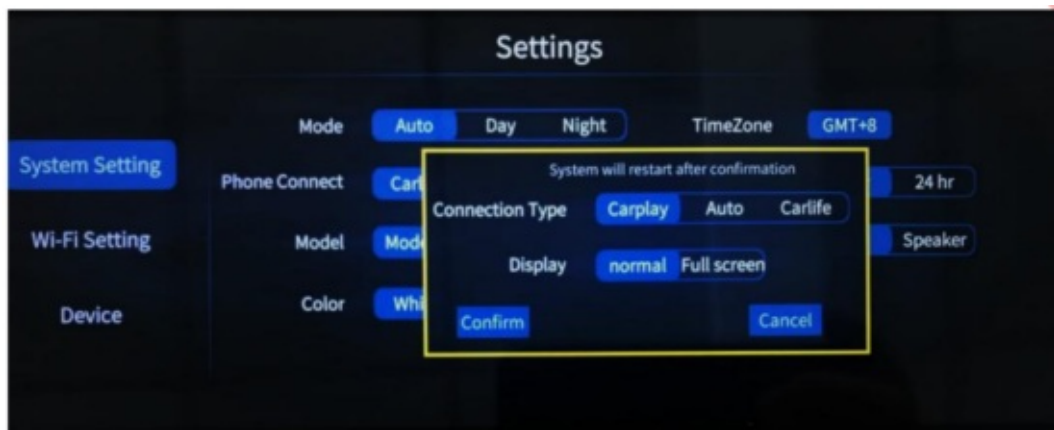 Settings
Mode Auto Day Night TimeZone GMT+8
System Setting
System will restart after confirmation
Phone Connect 24 hr
Connection Type Carplay Auto Carlife
Wi-Fi Setting Model Speaker
Display normal Full screen
Device Color
Confirm Cancel